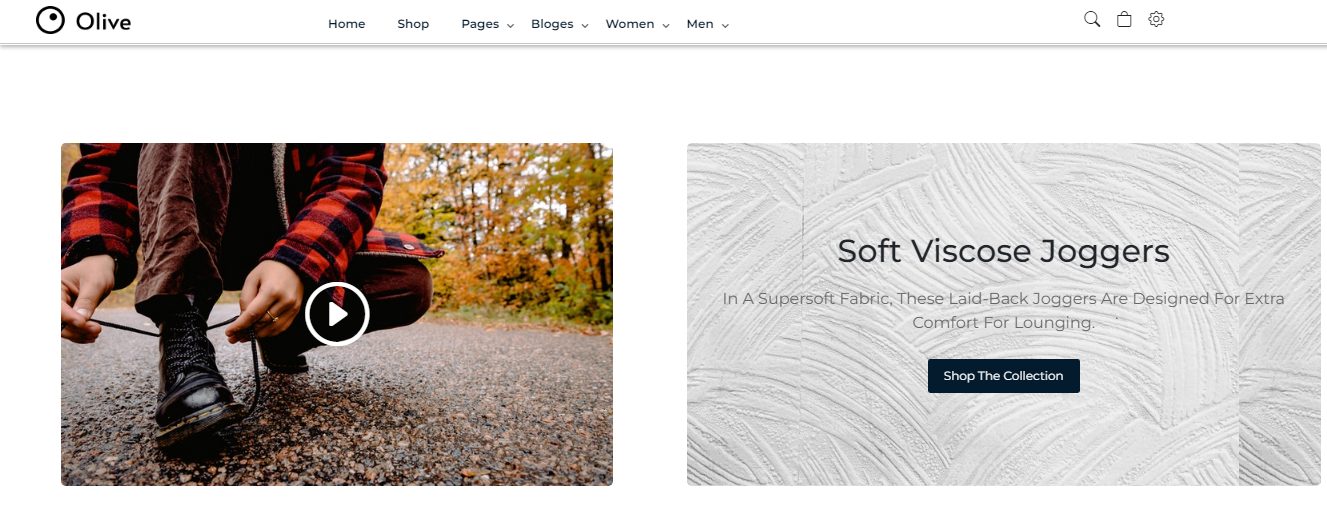 Olive
Home Shop Pages Bloges Women Men
Soft Viscose Joggers
In A Supersoft Fabric, These Laid-Back Joggers Are Designed For Extra
Comfort For Lounging.
Shop The Collection